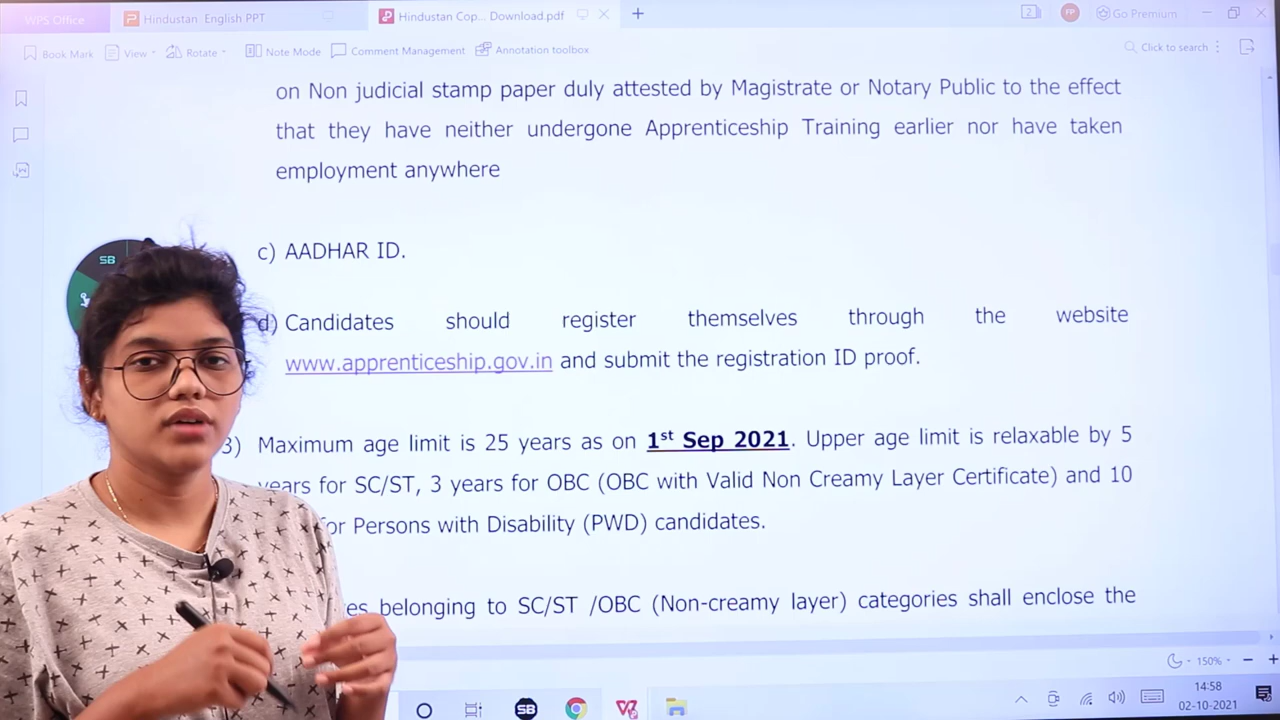 WPS Office
Hindustan English PPT
Hindustan Cop... Download.pdf
+
2
FP
Go Premium
Book Mark
View
Rotate
Note Mode
Comment Management
Annotation toolbox
Click to search
on Non judicial stamp paper duly attested by Magistrate or Notary Public to the effect
that they have neither undergone Apprenticeship Training earlier nor have taken
employment anywhere
SB
c) AADHAR ID.
d) Candidates should register themselves through the website
www.apprenticeship.gov.in and submit the registration ID proof.
3) Maximum age limit is 25 years as on 1st Sep 2021. Upper age limit is relaxable by 5
years for SC/ST, 3 years for OBC (OBC with Valid Non Creamy Layer Certificate) and 10
for Persons with Disability (PWD) candidates.
belonging to SC/ST /OBC (Non-creamy layer) categories shall enclose the
150%
SB
14:58
02-10-2021